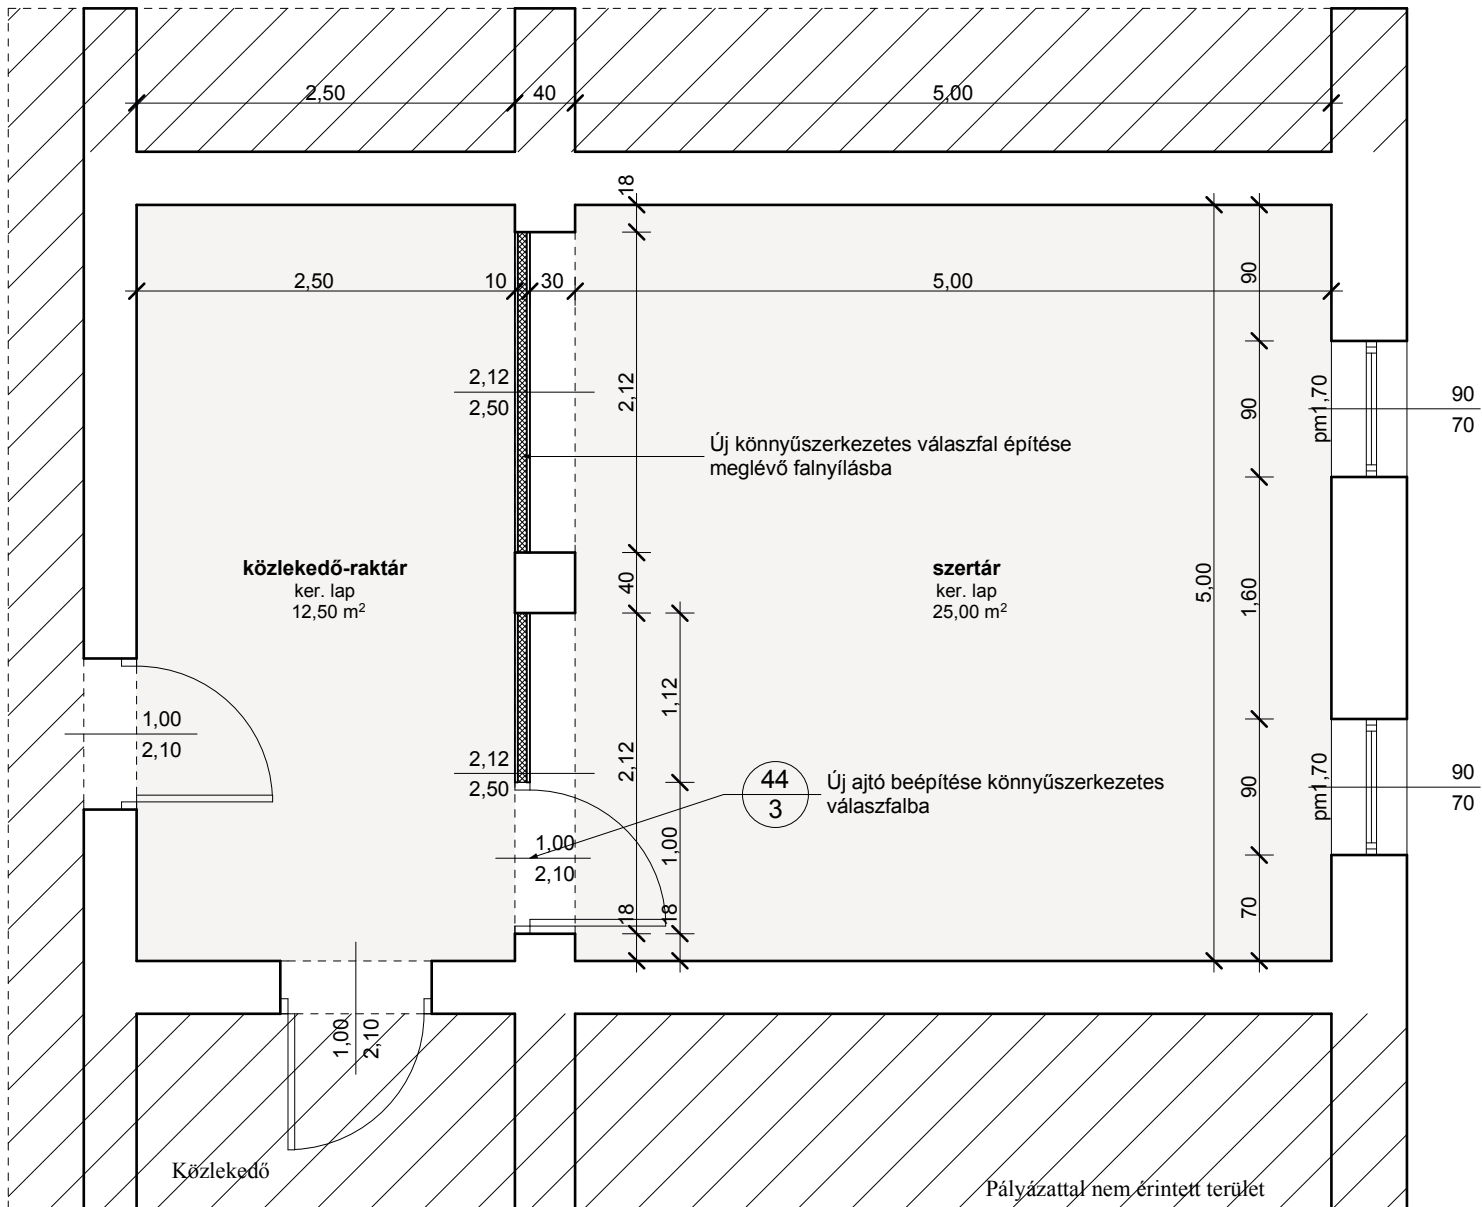 2,50
40
5,00
18
2,50
10
30
5,00
90
2,12
2,50
2,12
90
pm1,70
90
70
Új könnyűszerkezetes válaszfal építése
meglévő falnyílásba
közlekedő-raktár
ker. lap
12,50 m²
40
szertár
ker. lap
25,00 m²
5,00
1,60
1,00
2,10
1,12
2,12
2,50
2,12
44
3
Új ajtó beépítése könnyűszerkezetes
válaszfalba
90
pm1,70
90
70
1,00
2,10
1,00
18
18
70
1,00
2,10
Közlekedő
Pályázattal nem érintett terület